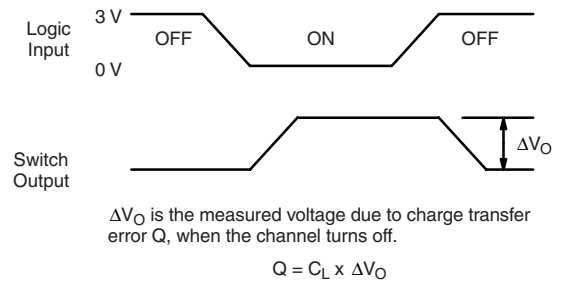 3 V
Logic
Input
OFF
ON
OFF
0 V
Switch
Output
ΔVO
ΔVO is the measured voltage due to charge transfer
error Q, when the channel turns off.
Q = CL x ΔVO